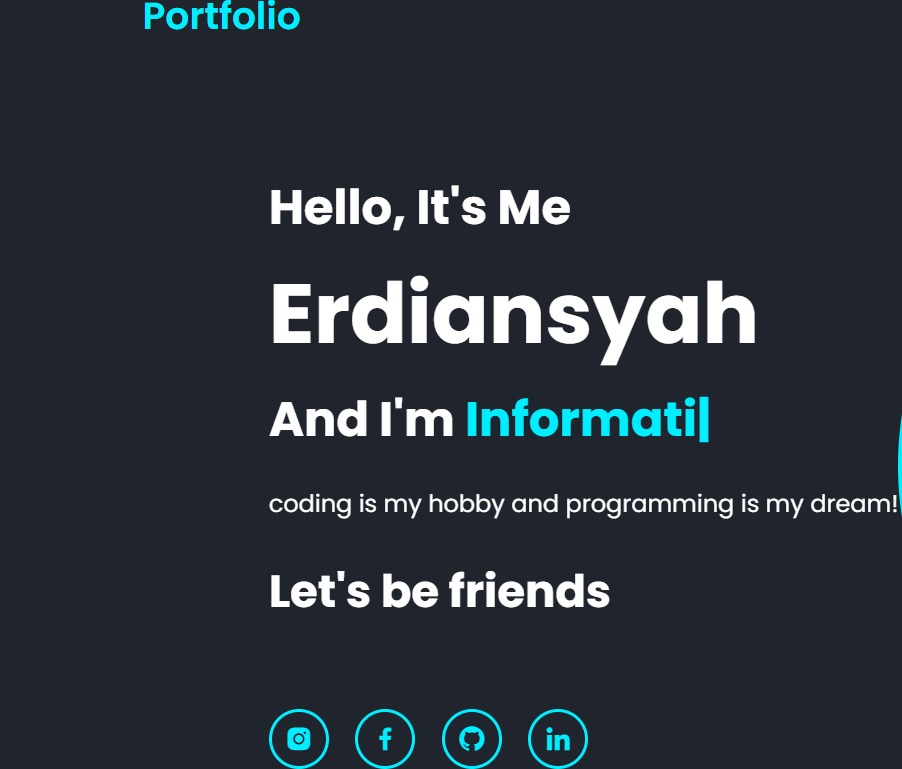 Portfolio
Hello, It's Me
Erdiansyah
And I'm Informati|
coding is my hobby and programming is my dream!
Let's be friends